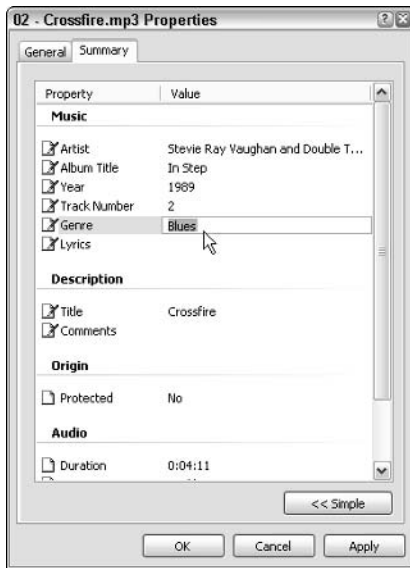 02 - Crossfire.mp3 Properties
General Summary
Property Value
Music
Artist Stevie Ray Vaughan and Double T...
Album Title In Step
Year 1989
Track Number 2
Genre Blues
Lyrics
Description
Title Crossfire
Comments
Origin
Protected No
Audio
Duration 0:04:11
<< Simple
OK Cancel Apply